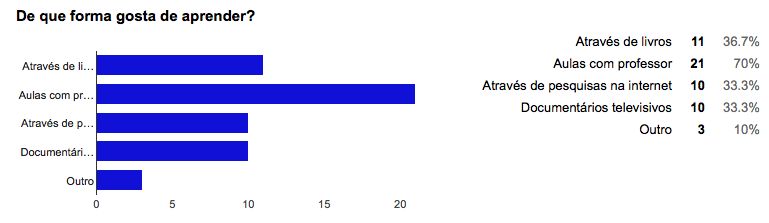 De que forma gosta de aprender?
Através de li…
Aulas com pr…
Através de p…
Documentári…
Outro
0 5 10 15 20
Através de livros 11 36.7%
Aulas com professor 21 70%
Através de pesquisas na internet 10 33.3%
Documentários televisivos 10 33.3%
Outro 3 10%